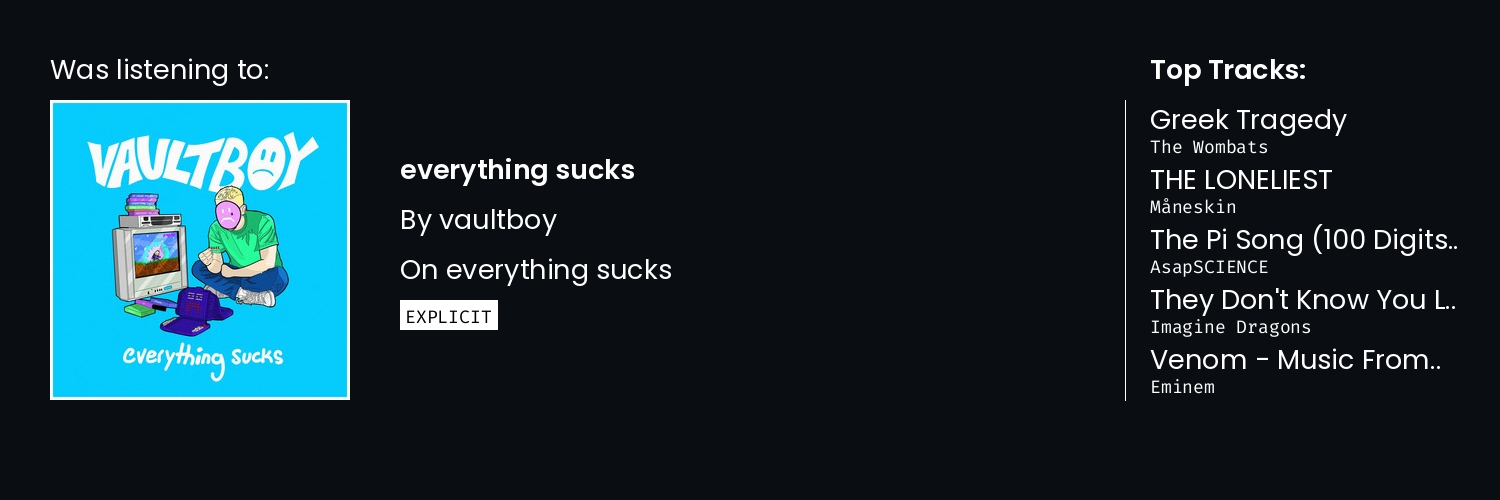 Was listening to:
VAULTBOY
everything sucks
everything sucks
By vaultboy
On everything sucks
EXPLICIT
Top Tracks:
Greek Tragedy
The Wombats
THE LONELIEST
Måneskin
The Pi Song (100 Digits..
AsapSCIENCE
They Don't Know You L..
Imagine Dragons
Venom - Music From..
Eminem